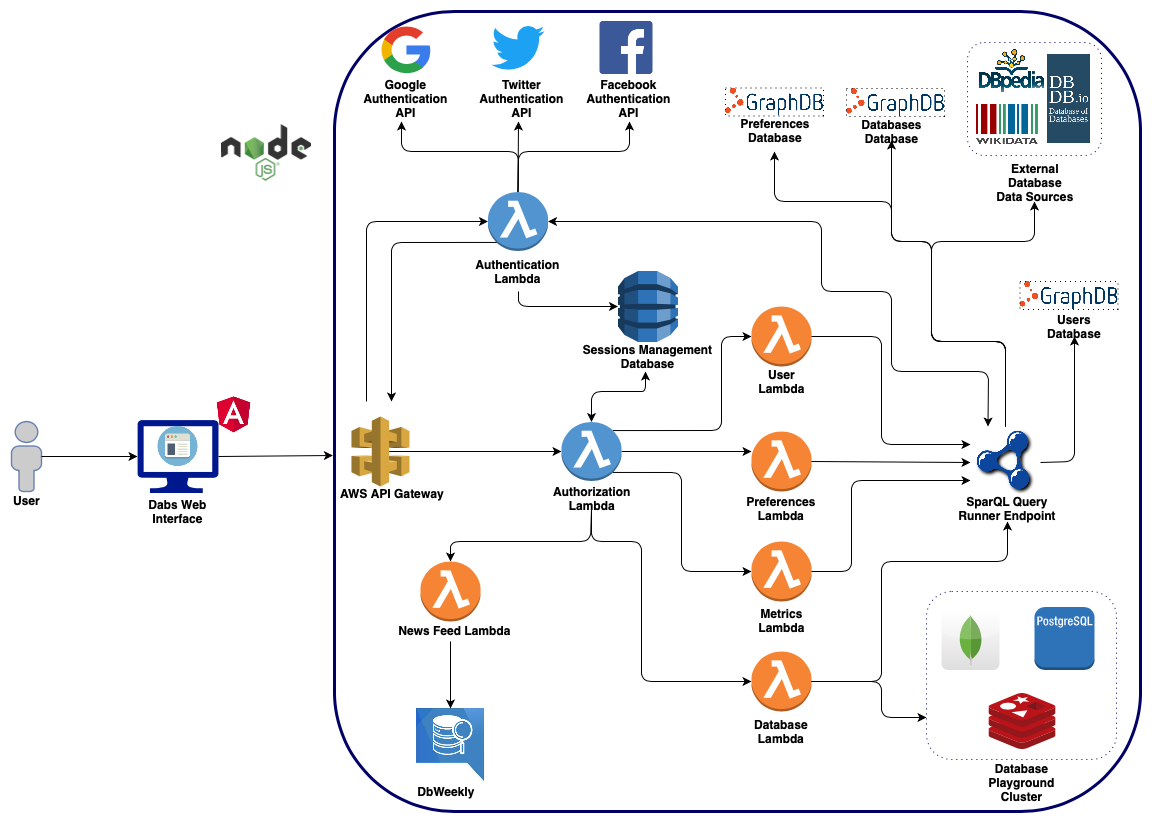 Google
Authentication
API
Twitter
Authentication
API
Facebook
Authentication
API
GraphDB
Preferences
Database
GraphDB
Databases
Database
DBpedia
DB
DB.io
Database of
Databases
WIKIDATA
External
Database
Data Sources
node
JS
Authentication
Lambda
GraphDB
Users
Database
Sessions Management
Database
User
Lambda
User
Dabs Web
Interface
A
AWS API Gateway
Authorization
Lambda
Preferences
Lambda
SparQL Query
Runner Endpoint
News Feed Lambda
Metrics
Lambda
PostgreSQL
Database
Lambda
DbWeekly
Database
Playground
Cluster